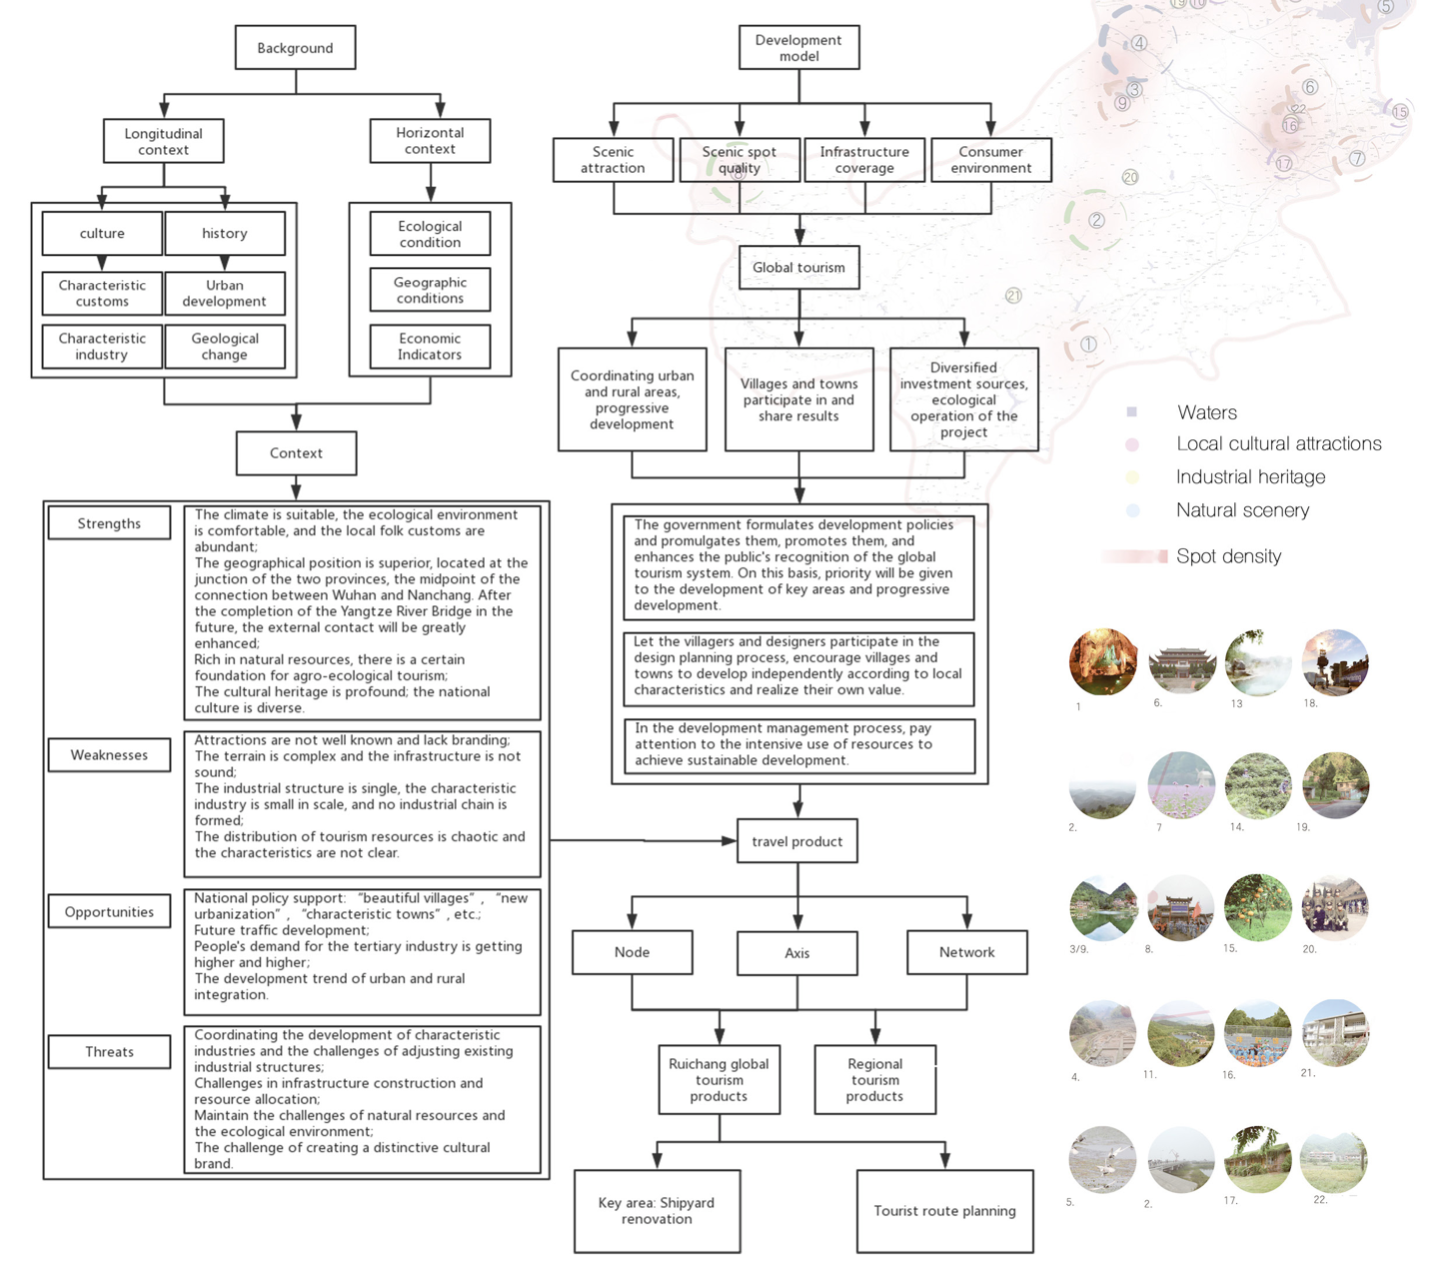 Background
Longitudinal
context
Horizontal
context
culture
history
Characteristic
customs
Urban
development
Characteristic
industry
Geological
change
Ecological
condition
Geographic
conditions
Economic
Indicators
Context
Strengths
The climate is suitable, the ecological environment
is comfortable, and the local folk customs are
abundant;
The geographical position is superior, located at the
junction of the two provinces, the midpoint of the
connection between Wuhan and Nanchang. After
the completion of the Yangtze River Bridge in the
future, the external contact will be greatly
enhanced;
Rich in natural resources, there is a certain
foundation for agro-ecological tourism;
The cultural heritage is profound; the national
culture is diverse.
Weaknesses
Attractions are not well known and lack branding;
The terrain is complex and the infrastructure is not
sound;
The industrial structure is single, the characteristic
industry is small in scale, and no industrial chain is
formed;
The distribution of tourism resources is chaotic and
the characteristics are not clear.
Opportunities
National policy support: “beautiful villages” , “new
urbanization” , “characteristic towns” , etc.;
Future traffic development;
People's demand for the tertiary industry is getting
higher and higher;
The development trend of urban and rural
integration.
Threats
Coordinating the development of characteristic
industries and the challenges of adjusting existing
industrial structures;
Challenges in infrastructure construction and
resource allocation;
Maintain the challenges of natural resources and
the ecological environment;
The challenge of creating a distinctive cultural
brand.
Development
model
Scenic
attraction
Scenic spot
quality
Infrastructure
coverage
Consumer
environment
Global tourism
Coordinating urban
and rural areas,
progressive
development
Villages and towns
participate in and
share results
Diversified
investment sources,
ecological
operation of the
project
The government formulates development policies
and promulgates them, promotes them, and
enhances the public's recognition of the global
tourism system. On this basis, priority will be given
to the development of key areas and progressive
development.
Let the villagers and designers participate in the
design planning process, encourage villages and
towns to develop independently according to local
characteristics and realize their own value.
In the development management process, pay
attention to the intensive use of resources to
achieve sustainable development.
travel product
Node
Axis
Network
Ruichang global
tourism
products
Regional
tourism
products
Key area: Shipyard
renovation
Tourist route planning
⑤
④
③
⑨
⑥
22
⑯
⑮
⑰
⑦
⑳
②
㉑
①
Waters
Local cultural attractions
Industrial heritage
Natural scenery
Spot density
1
6.
13
18.
2.
7
14.
19.
3/9.
8.
15.
20.
4.
11.
16.
21.
5.
2.
17.
22.